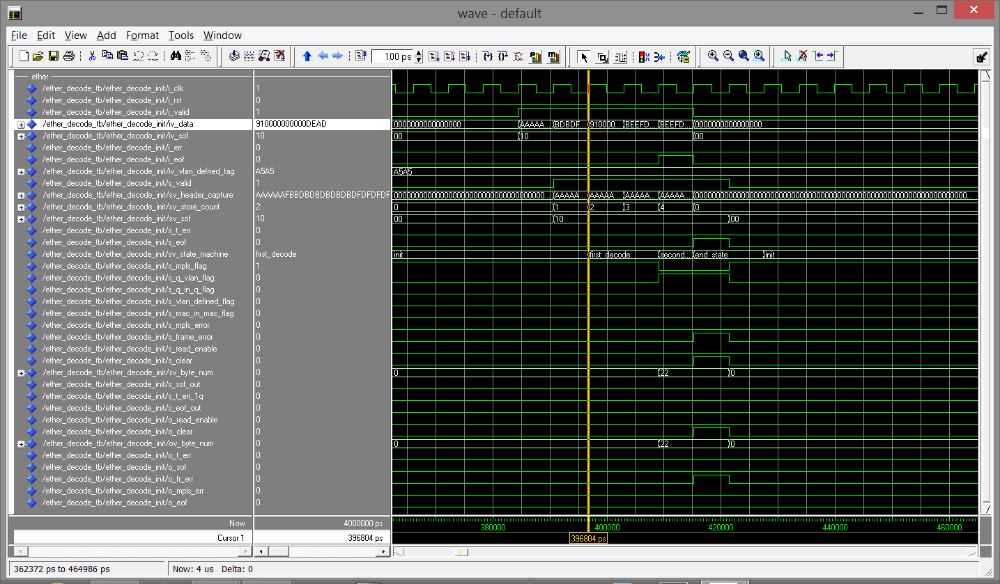 wave - default
File Edit View Add Format Tools Window
100 ps
ether
/ether_decode_tb/ether_decode_init/i_clk 1
/ether_decode_tb/ether_decode_init/i_rst 0
/ether_decode_tb/ether_decode_init/i_valid 1
/ether_decode_tb/ether_decode_init/iv_data 910000000000DEAD 0000000000000000 AAAAA... BDBDF... 910000... BEEFD... BEEFD... 0000000000000000
/ether_decode_tb/ether_decode_init/iv_sof 10 00 10 00
/ether_decode_tb/ether_decode_init/i_err 0
/ether_decode_tb/ether_decode_init/i_eof 0
/ether_decode_tb/ether_decode_init/iv_vlan_defned_tag A5A5 A5A5
/ether_decode_tb/ether_decode_init/s_valid 1
/ether_decode_tb/ether_decode_init/sv_header_capture AAAAAAFBBDBDBDBDBDBDFDFDFDF AAAAA... AAAAA... AAAAA... AAAAA...
/ether_decode_tb/ether_decode_init/sv_store_count 2 0 1 2 3 4 0
/ether_decode_tb/ether_decode_init/sv_sof 10 00 10 00
/ether_decode_tb/ether_decode_init/s_t_err 0
/ether_decode_tb/ether_decode_init/s_eof 0
/ether_decode_tb/ether_decode_init/sv_state_machine first_decode init first_decode second... end_state init
/ether_decode_tb/ether_decode_init/s_mpls_flag 1
/ether_decode_tb/ether_decode_init/s_q_vlan_flag 0
/ether_decode_tb/ether_decode_init/s_q_in_q_flag 0
/ether_decode_tb/ether_decode_init/s_vlan_defined_flag 0
/ether_decode_tb/ether_decode_init/s_mac_in_mac_flag 0
/ether_decode_tb/ether_decode_init/s_mpls_error 0
/ether_decode_tb/ether_decode_init/s_frame_error 0
/ether_decode_tb/ether_decode_init/s_read_enable 0
/ether_decode_tb/ether_decode_init/s_clear 0
/ether_decode_tb/ether_decode_init/sv_byte_num 0 0 22 0
/ether_decode_tb/ether_decode_init/s_sof_out 0
/ether_decode_tb/ether_decode_init/s_t_err_1q 0
/ether_decode_tb/ether_decode_init/s_eof_out 0
/ether_decode_tb/ether_decode_init/o_read_enable 0
/ether_decode_tb/ether_decode_init/o_clear 0
/ether_decode_tb/ether_decode_init/ov_byte_num 0 0 22 0
/ether_decode_tb/ether_decode_init/o_t_err 0
/ether_decode_tb/ether_decode_init/o_sof 0
/ether_decode_tb/ether_decode_init/o_fr_err 0
/ether_decode_tb/ether_decode_init/o_mpls_err 0
/ether_decode_tb/ether_decode_init/o_eof 0
Now 4000000 ps 380000 400000 420000 440000 460000
Cursor 1 396804 ps 396804 ps
362372 ps to 464986 ps Now: 4 us Delta: 0